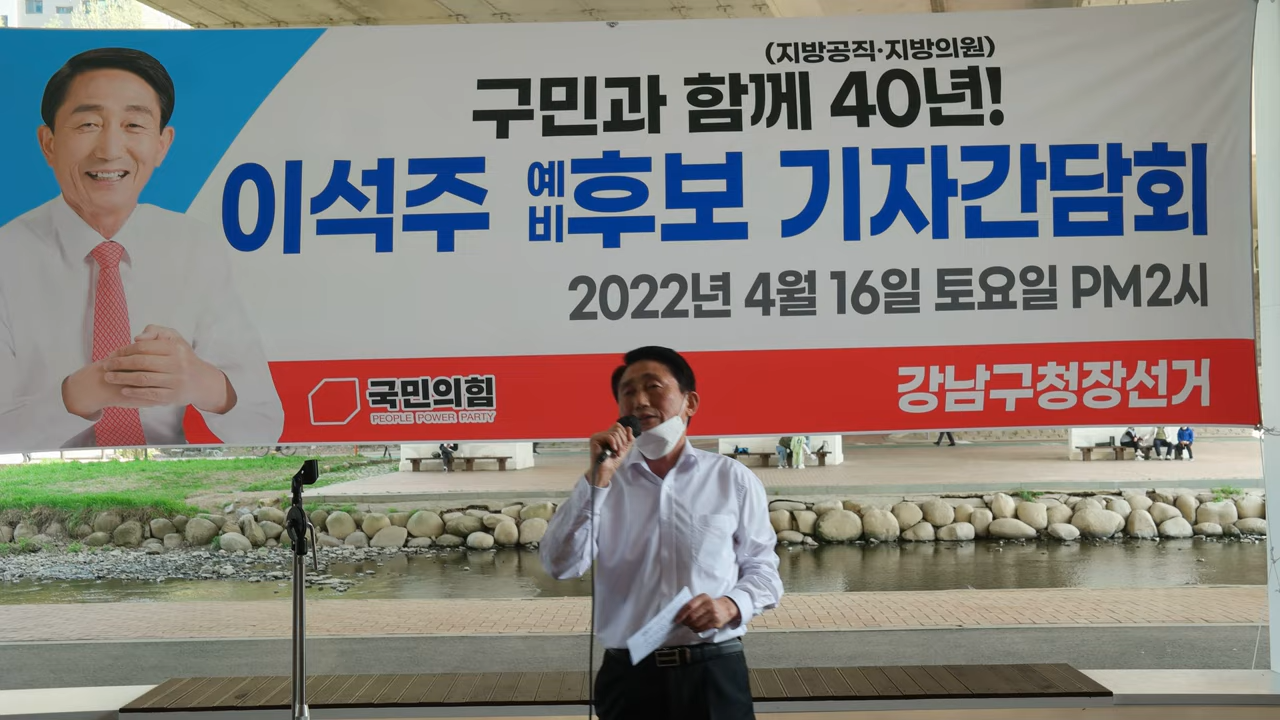 (지방공직·지방의원)
구민과 함께 40년!
이석주 예비후보 기자간담회
2022년 4월 16일 토요일 PM2시
국민의힘
PEOPLE POWER PARTY
강남구청장선거